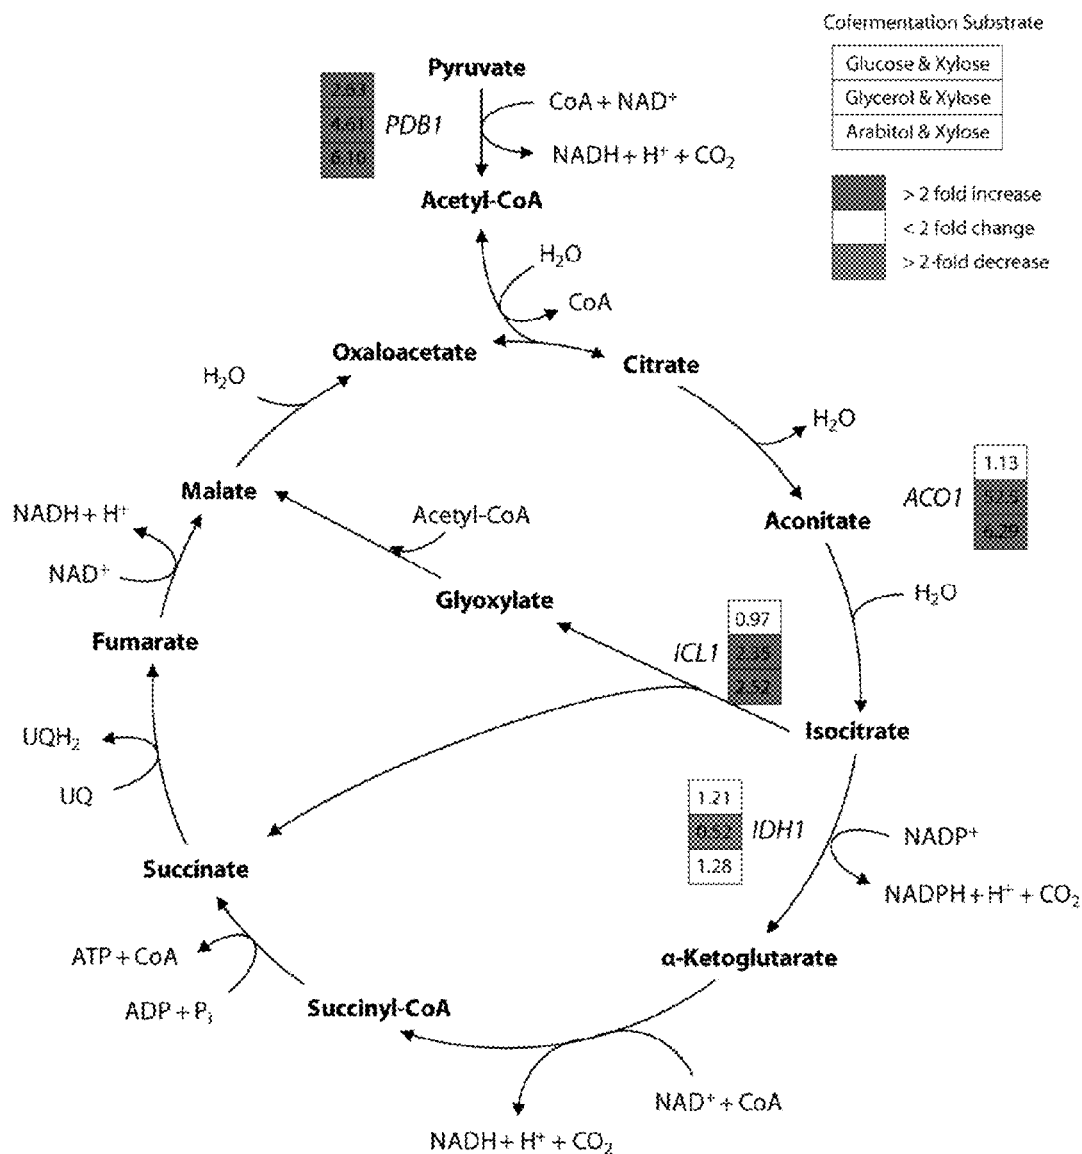 Cofermentation Substrate
Glucose & Xylose
Glycerol & Xylose
Arabitol & Xylose
> 2 fold increase
< 2 fold change
> 2-fold decrease
Pyruvate
PDB1
CoA + NAD⁺
NADH + H⁺ + CO₂
Acetyl-CoA
H₂O
CoA
Oxaloacetate
Citrate
H₂O
H₂O
1.13
ACO1
Malate
Aconitate
NADH + H⁺
Acetyl-CoA
NAD⁺
Glyoxylate
H₂O
0.97
ICL1
Fumarate
Isocitrate
UQH₂
UQ
1.21
IDH1
1.28
NADP⁺
NADPH + H⁺ + CO₂
Succinate
ATP + CoA
α-Ketoglutarate
ADP + P
Succinyl-CoA
NAD⁺ + CoA
NADH + H⁺ + CO₂